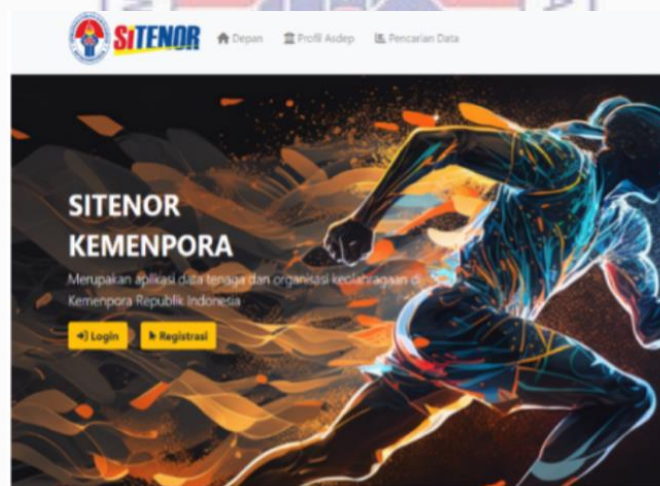 SITENOR
Depan
Profil Asdep
Pencarian Data
SITENOR
KEMENPORA
Merupakan aplikasi data tenaga dan organisasi keolahragaan di
Kemenpora Republik Indonesia
Login
Registrasi